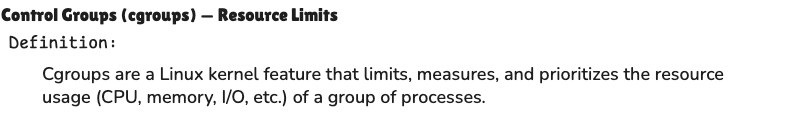 Control Groups (cgroups) — Resource Limits
Definition:
Cgroups are a Linux kernel feature that limits, measures, and prioritizes the resource
usage (CPU, memory, I/O, etc.) of a group of processes.